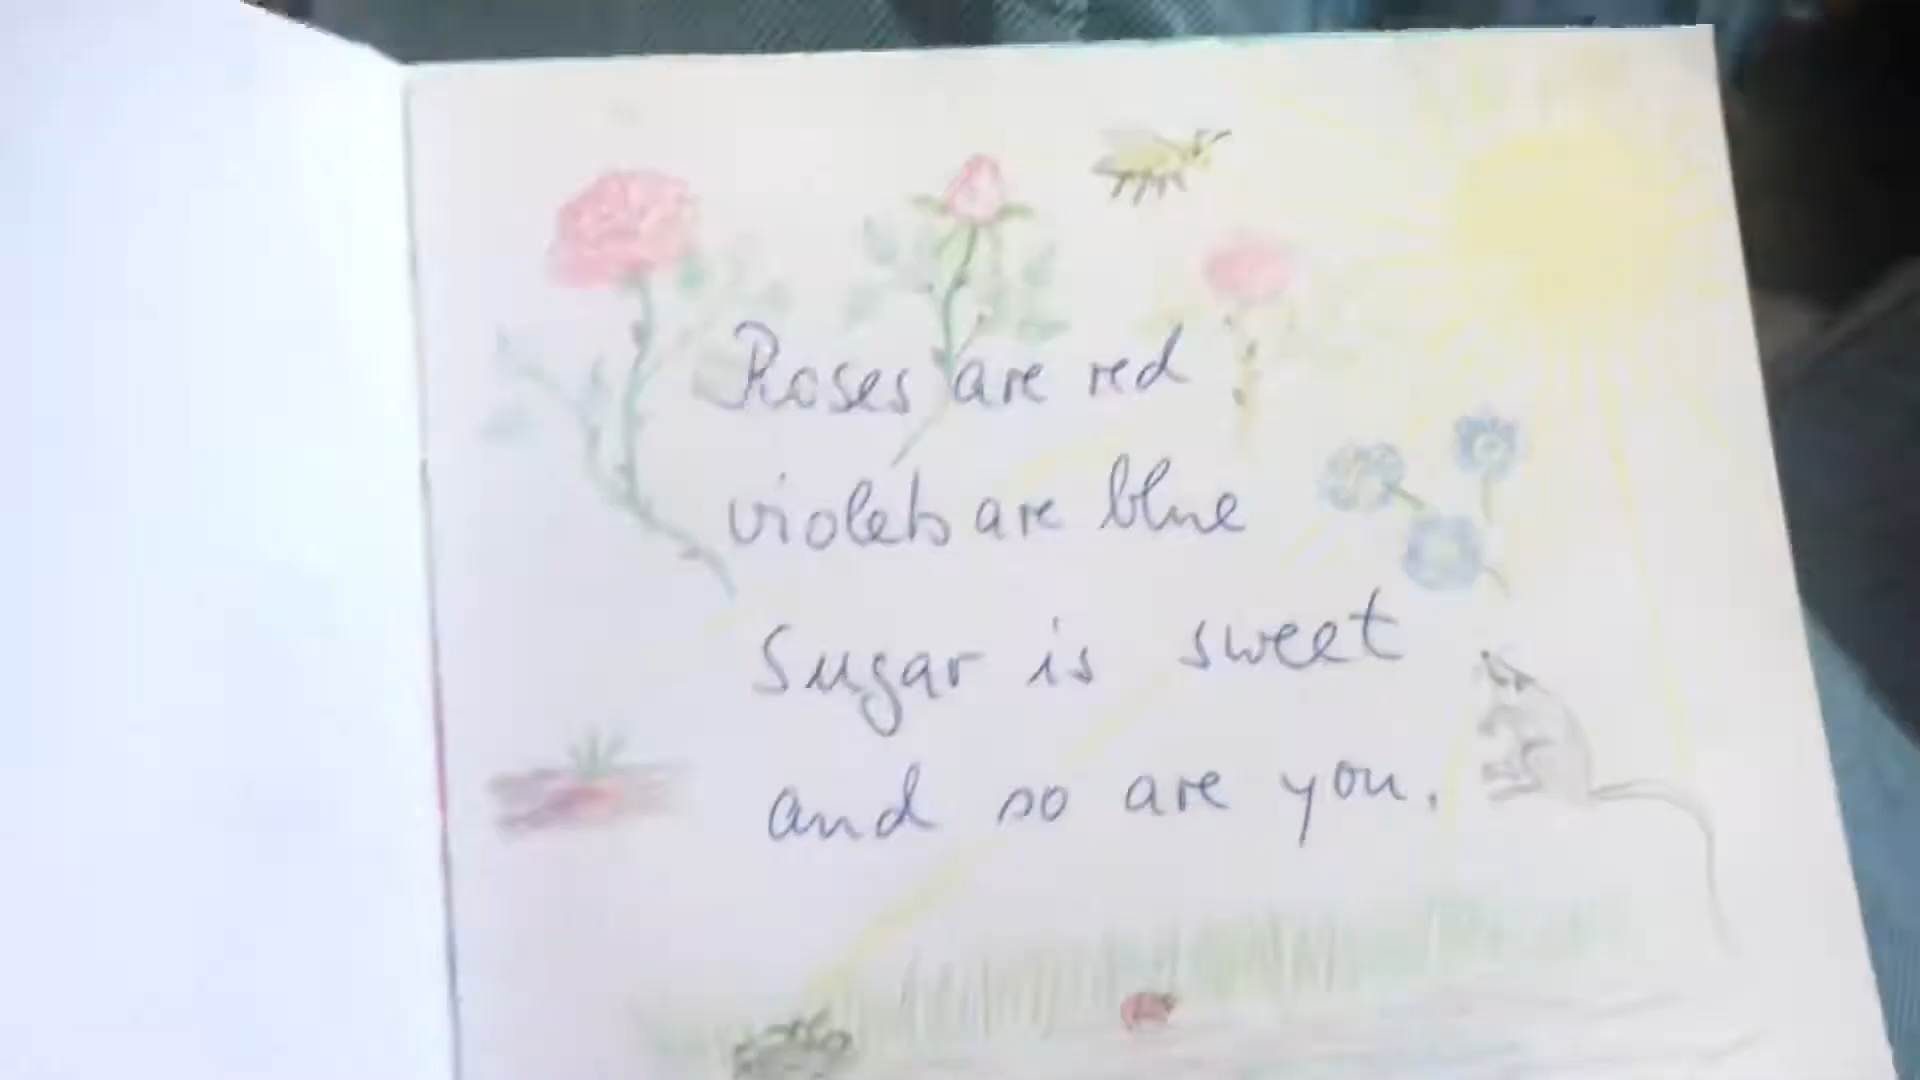 Roses are red
violets are blue
Sugar is sweet
and so are you.